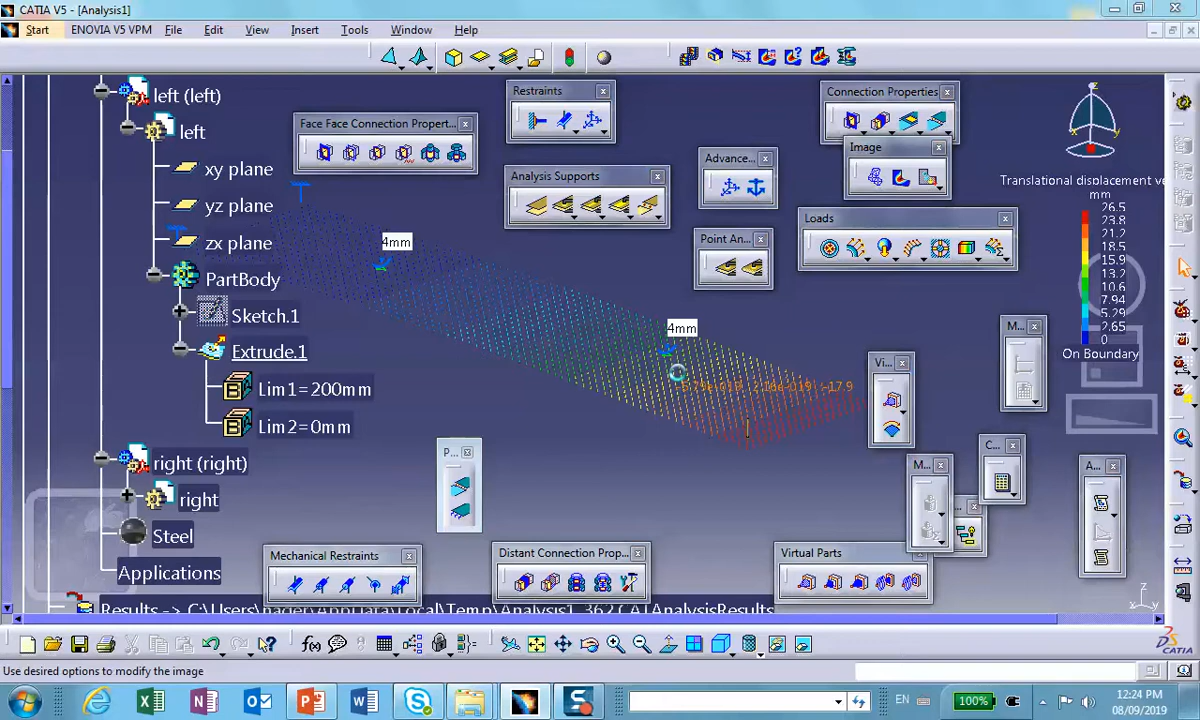 CATIA V5 - [Analysis1]
Start ENOVIA V5 VPM File Edit View Insert Tools Window Help
left (left)
left
xy plane
yz plane
zx plane
PartBody
Sketch.1
Extrude.1
Lim1=200mm
Lim2=0mm
right (right)
right
Steel
Applications
Face Face Connection Propert...
Restraints
Analysis Supports
Advance...
Point An...
Connection Properties
Image
Loads
Translational displacement ve
mm
26.5
23.8
21.2
18.5
15.9
13.2
10.6
7.94
5.29
2.65
0
On Boundary
4mm
4mm
Vi...
M...
P...
M...
C...
A...
Mechanical Restraints
Distant Connection Prop...
Virtual Parts
Use desired options to modify the image
CATIA
EN
100%
12:24 PM
08/09/2019